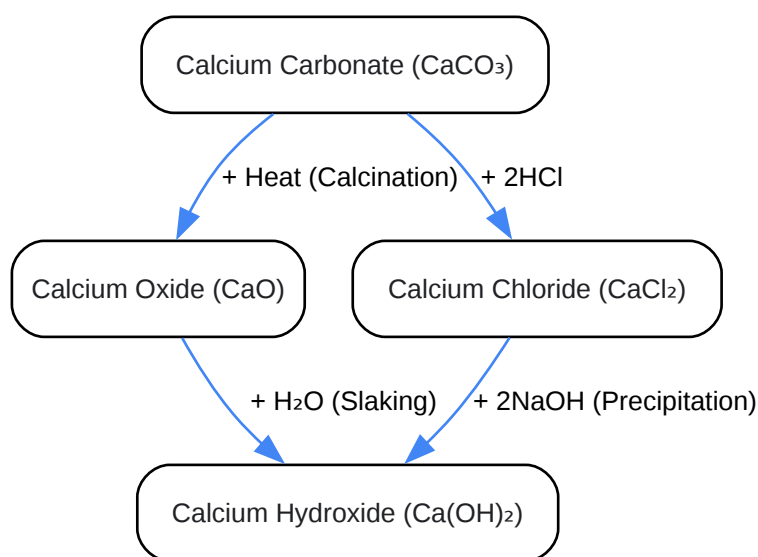 Calcium Carbonate (CaCO₃)
+ Heat (Calcination)
+ 2HCl
Calcium Oxide (CaO)
Calcium Chloride (CaCl₂)
+ H₂O (Slaking)
+ 2NaOH (Precipitation)
Calcium Hydroxide (Ca(OH)₂)